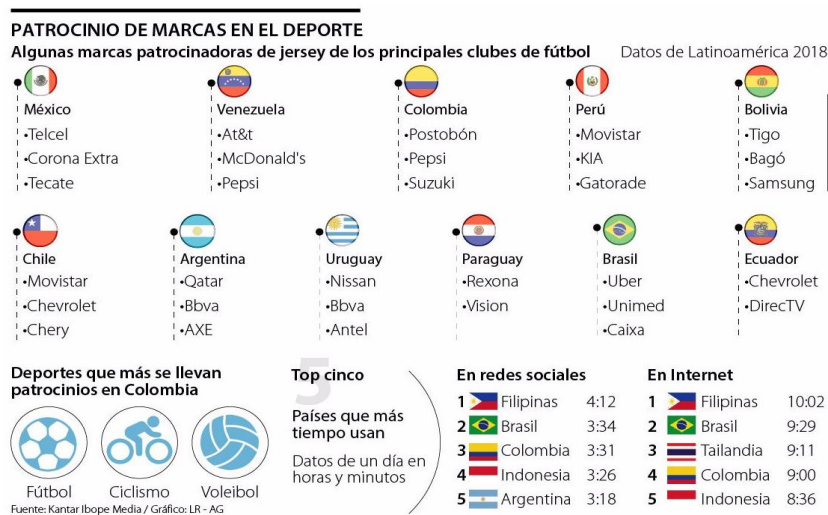 PATROCINIO DE MARCAS EN EL DEPORTE
Algunas marcas patrocinadoras de jersey de los principales clubes de fútbol
Datos de Latinoamérica 2018
México
•Telcel
•Corona Extra
•Tecate
Venezuela
•At&t
•McDonald's
•Pepsi
Colombia
•Postobón
•Pepsi
•Suzuki
Perú
•Movistar
•KIA
•Gatorade
Bolivia
•Tigo
•Bagó
•Samsung
Chile
•Movistar
•Chevrolet
•Chery
Argentina
•Qatar
•Bbva
•AXE
Uruguay
•Nissan
•Bbva
•Antel
Paraguay
•Rexona
•Vision
Brasil
•Uber
•Unimed
•Caixa
Ecuador
•Chevrolet
•DirecTV
Deportes que más se llevan
patrocinios en Colombia
Fútbol
Ciclismo
Voleibol
5
Top cinco
Países que más
tiempo usan
Datos de un día en
horas y minutos
En redes sociales
1 Filipinas 4:12
2 Brasil 3:34
3 Colombia 3:31
4 Indonesia 3:26
5 Argentina 3:18
En Internet
1 Filipinas 10:02
2 Brasil 9:29
3 Tailandia 9:11
4 Colombia 9:00
5 Indonesia 8:36
Fuente: Kantar Ibope Media / Gráfico: LR - AG